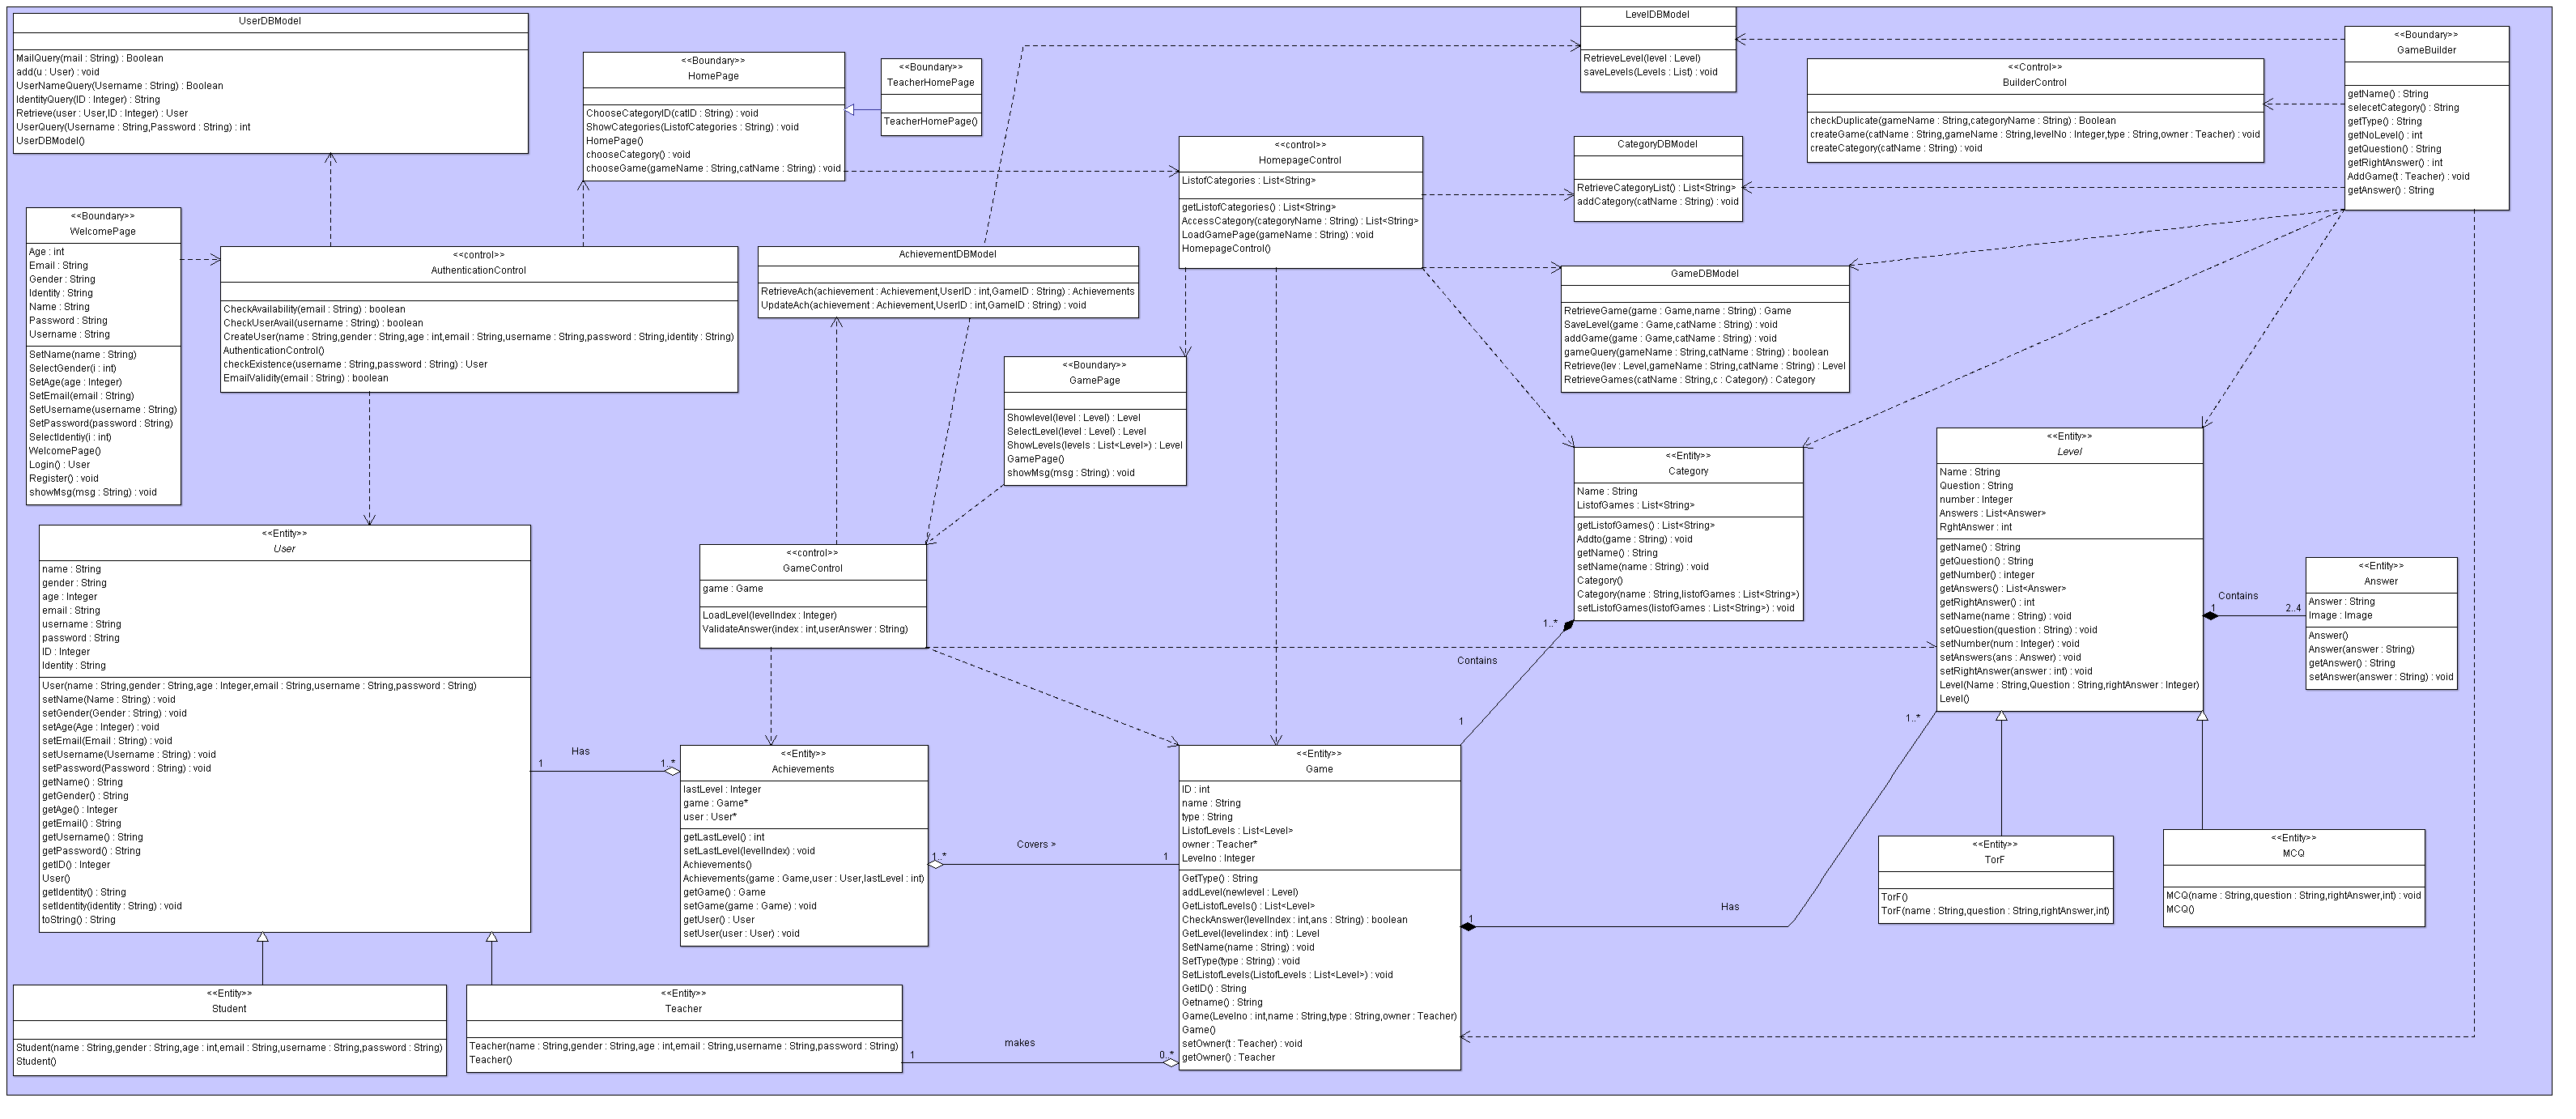 UserDBModel
MailQuery(mail : String) : Boolean
add(u : User) : void
UserNameQuery(Username : String) : Boolean
IdentityQuery(ID : Integer) : String
Retrieve(user : User,ID : Integer) : User
UserQuery(Username : String,Password : String) : int
UserDBModel()
<<Boundary>>
HomePage
ChooseCategoryID(catID : String) : void
ShowCategories(ListofCategories : String) : void
HomePage()
chooseCategory() : void
chooseGame(gameName : String,catName : String) : void
<<Boundary>>
TeacherHomePage
TeacherHomePage()
LevelDBModel
RetrieveLevel(level : Level)
saveLevels(Levels : List) : void
<<Boundary>>
GameBuilder
getName() : String
selecetCategory() : String
getType() : String
getNoLevel() : int
getQuestion() : String
getRightAnswer() : int
AddGame(t : Teacher) : void
getAnswer() : String
<<Control>>
BuilderControl
checkDuplicate(gameName : String,categoryName : String) : Boolean
createGame(catName : String,gameName : String,levelNo : Integer,type : String,owner : Teacher) : void
createCategory(catName : String) : void
<<control>>
HomepageControl
ListofCategories : List<String>
getListofCategories() : List<String>
AccessCategory(categoryName : String) : List<String>
LoadGamePage(gameName : String) : void
HomepageControl()
CategoryDBModel
RetrieveCategoryList() : List<String>
addCategory(catName : String) : void
<<Boundary>>
WelcomePage
Age : int
Email : String
Gender : String
Identity : String
Name : String
Password : String
Username : String
SetName(name : String)
SelectGender(i : int)
SetAge(age : Integer)
SetEmail(email : String)
SetUsername(username : String)
SetPassword(password : String)
SelectIdentiy(i : int)
WelcomePage()
Login() : User
Register() : void
showMsg(msg : String) : void
<<control>>
AuthenticationControl
CheckAvailability(email : String) : boolean
CheckUserAvail(username : String) : boolean
CreateUser(name : String,gender : String,age : int,email : String,username : String,password : String,identity : String)
AuthenticationControl()
checkExistence(username : String,password : String) : User
EmailValidity(email : String) : boolean
AchievementDBModel
RetrieveAch(achievement : Achievement,UserID : int,GameID : String) : Achievements
UpdateAch(achievement : Achievement,UserID : int,GameID : String) : void
GameDBModel
RetrieveGame(game : Game,name : String) : Game
SaveLevel(game : Game,catName : String) : void
addGame(game : Game,catName : String) : void
gameQuery(gameName : String,catName : String) : boolean
Retrieve(lev : Level,gameName : String,catName : String) : Level
RetrieveGames(catName : String,c : Category) : Category
<<Boundary>>
GamePage
Showlevel(level : Level) : Level
SelectLevel(level : Level) : Level
ShowLevels(levels : List<Level>) : Level
GamePage()
showMsg(msg : String) : void
<<Entity>>
Category
Name : String
ListofGames : List<String>
getListofGames() : List<String>
Addto(game : String) : void
getName() : String
setName(name : String) : void
Category()
Category(name : String,listofGames : List<String>)
setListofGames(listofGames : List<String>) : void
<<Entity>>
Level
Name : String
Question : String
number : Integer
Answers : List<Answer>
RghtAnswer : int
getName() : String
getQuestion() : String
getNumber() : integer
getAnswers() : List<Answer>
getRightAnswer() : int
setName(name : String) : void
setQuestion(question : String) : void
setNumber(num : Integer) : void
setAnswers(ans : Answer) : void
setRightAnswer(answer : int) : void
Level(Name : String,Question : String,rightAnswer : Integer)
Level()
Contains
1
2..4
<<Entity>>
Answer
Answer : String
Image : Image
Answer()
Answer(answer : String)
getAnswer() : String
setAnswer(answer : String) : void
<<Entity>>
User
name : String
gender : String
age : Integer
email : String
username : String
password : String
ID : Integer
Identity : String
User(name : String,gender : String,age : Integer,email : String,username : String,password : String)
setName(Name : String) : void
setGender(Gender : String) : void
setAge(Age : Integer) : void
setEmail(Email : String) : void
setUsername(Username : String) : void
setPassword(Password : String) : void
getName() : String
getGender() : String
getAge() : Integer
getEmail() : String
getUsername() : String
getPassword() : String
getID() : Integer
User()
getIdentity() : String
setIdentity(identity : String) : void
toString() : String
<<control>>
GameControl
game : Game
LoadLevel(levelIndex : Integer)
ValidateAnswer(index : int,userAnswer : String)
1..*
Contains
1
Has
1
1..*
<<Entity>>
Achievements
lastLevel : Integer
game : Game*
user : User*
getLastLevel() : int
setLastLevel(levelIndex) : void
Achievements()
Achievements(game : Game,user : User,lastLevel : int)
getGame() : Game
setGame(game : Game) : void
getUser() : User
setUser(user : User) : void
Covers >
1..*
1
<<Entity>>
Game
ID : int
name : String
type : String
ListofLevels : List<Level>
owner : Teacher*
Levelno : Integer
GetType() : String
addLevel(newlevel : Level)
GetListofLevels() : List<Level>
CheckAnswer(levelIndex : int,ans : String) : boolean
GetLevel(levelindex : int) : Level
SetName(name : String) : void
SetType(type : String) : void
SetListofLevels(ListofLevels : List<Level>) : void
GetID() : String
Getname() : String
Game(Levelno : int,name : String,type : String,owner : Teacher)
Game()
setOwner(t : Teacher) : void
getOwner() : Teacher
1..*
Has
1
<<Entity>>
TorF
TorF()
TorF(name : String,question : String,rightAnswer,int)
<<Entity>>
MCQ
MCQ(name : String,question : String,rightAnswer,int) : void
MCQ()
<<Entity>>
Student
Student(name : String,gender : String,age : int,email : String,username : String,password : String)
Student()
<<Entity>>
Teacher
Teacher(name : String,gender : String,age : int,email : String,username : String,password : String)
Teacher()
makes
1
0..*